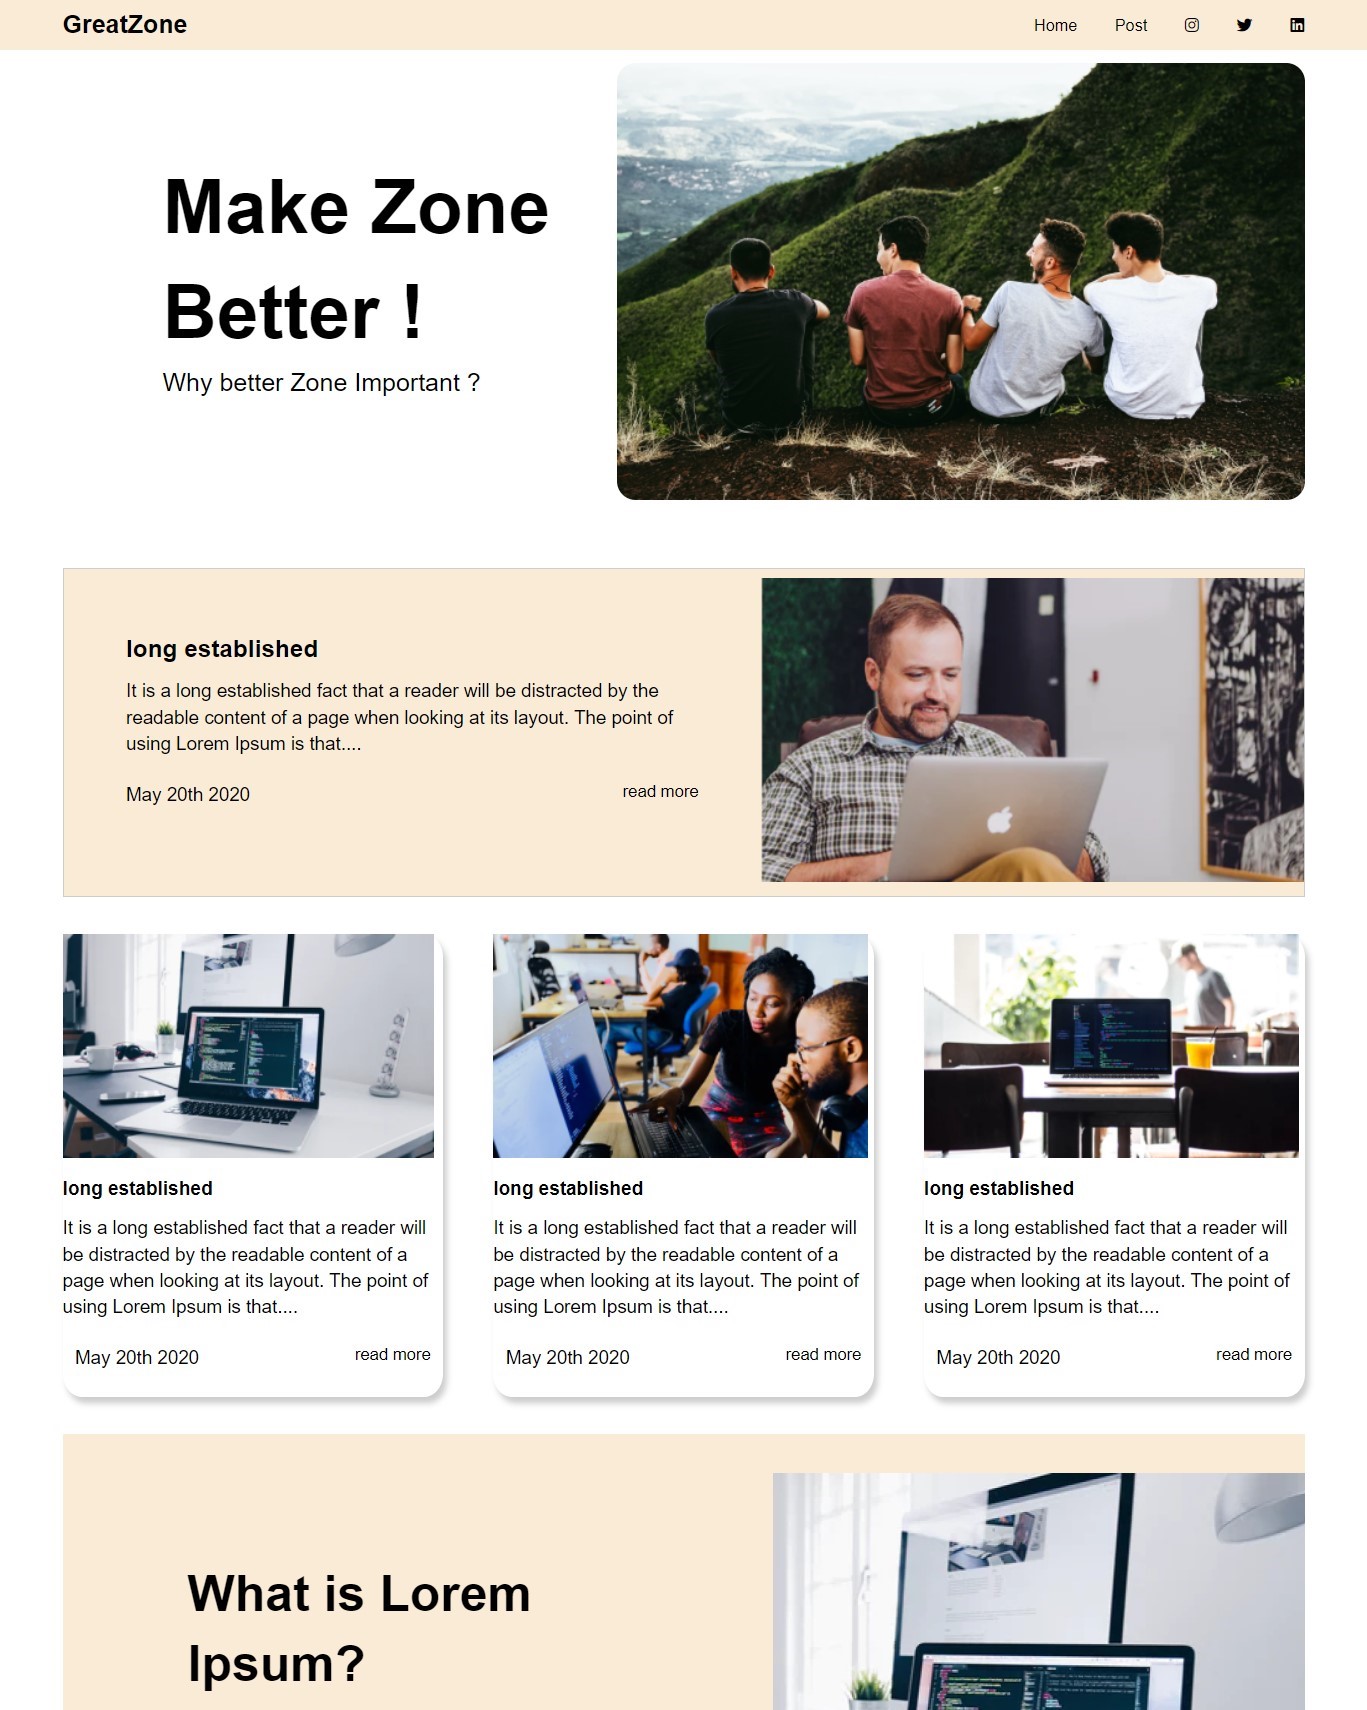 GreatZone
Home Post
Make Zone
Better !
Why better Zone Important ?
long established
It is a long established fact that a reader will be distracted by the
readable content of a page when looking at its layout. The point of
using Lorem Ipsum is that....
May 20th 2020
read more
long established
It is a long established fact that a reader will
be distracted by the readable content of a
page when looking at its layout. The point of
using Lorem Ipsum is that....
May 20th 2020
read more
long established
It is a long established fact that a reader will
be distracted by the readable content of a
page when looking at its layout. The point of
using Lorem Ipsum is that....
May 20th 2020
read more
long established
It is a long established fact that a reader will
be distracted by the readable content of a
page when looking at its layout. The point of
using Lorem Ipsum is that....
May 20th 2020
read more
What is Lorem
Ipsum?